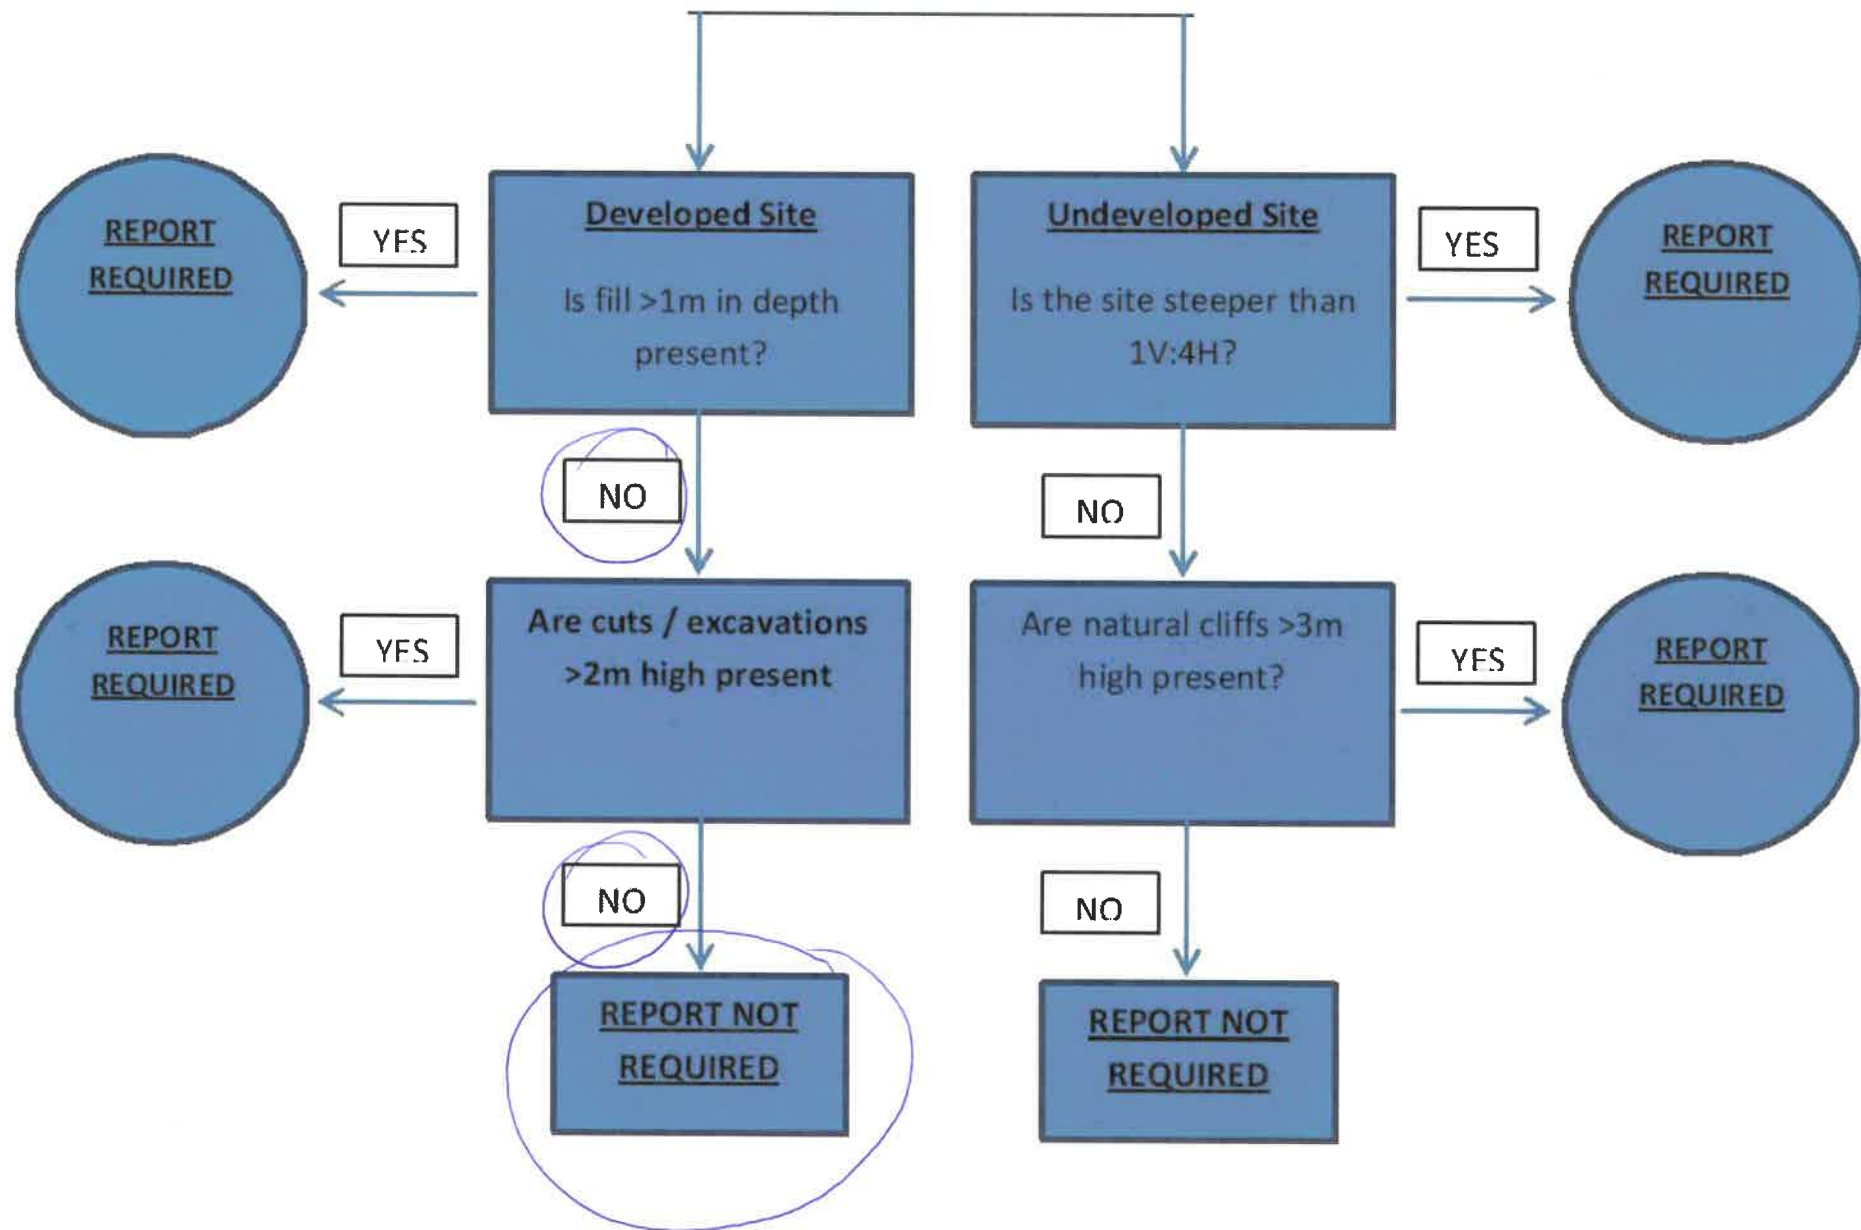 REPORT
REQUIRED
YES
Developed Site
Is fill >1m in depth
present?
Undeveloped Site
Is the site steeper than
1V:4H?
YES
REPORT
REQUIRED
NO
NO
REPORT
REQUIRED
YES
Are cuts / excavations
>2m high present
Are natural cliffs >3m
high present?
YES
REPORT
REQUIRED
NO
NO
REPORT NOT
REQUIRED
REPORT NOT
REQUIRED